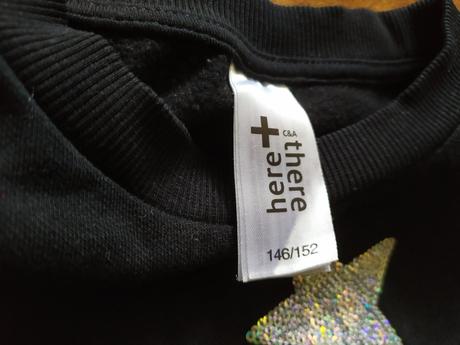 here + there
C&A
146/152